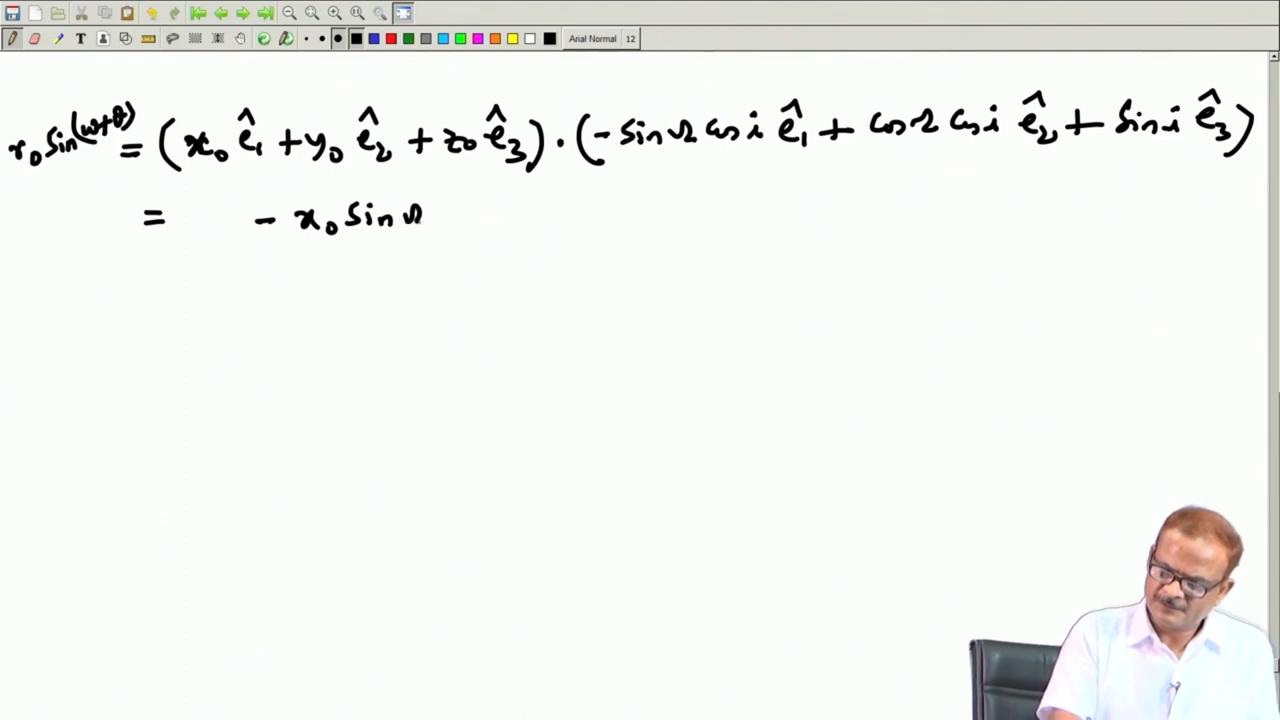 Arial Normal 12
r₀ sin(ω+θ) = (x₀ ê₁ + y₀ ê₂ + z₀ ê₃) · (- sin Ω cos i ê₁ + cos Ω cos i ê₂ + sin i ê₃)
= - x₀ sin Ω